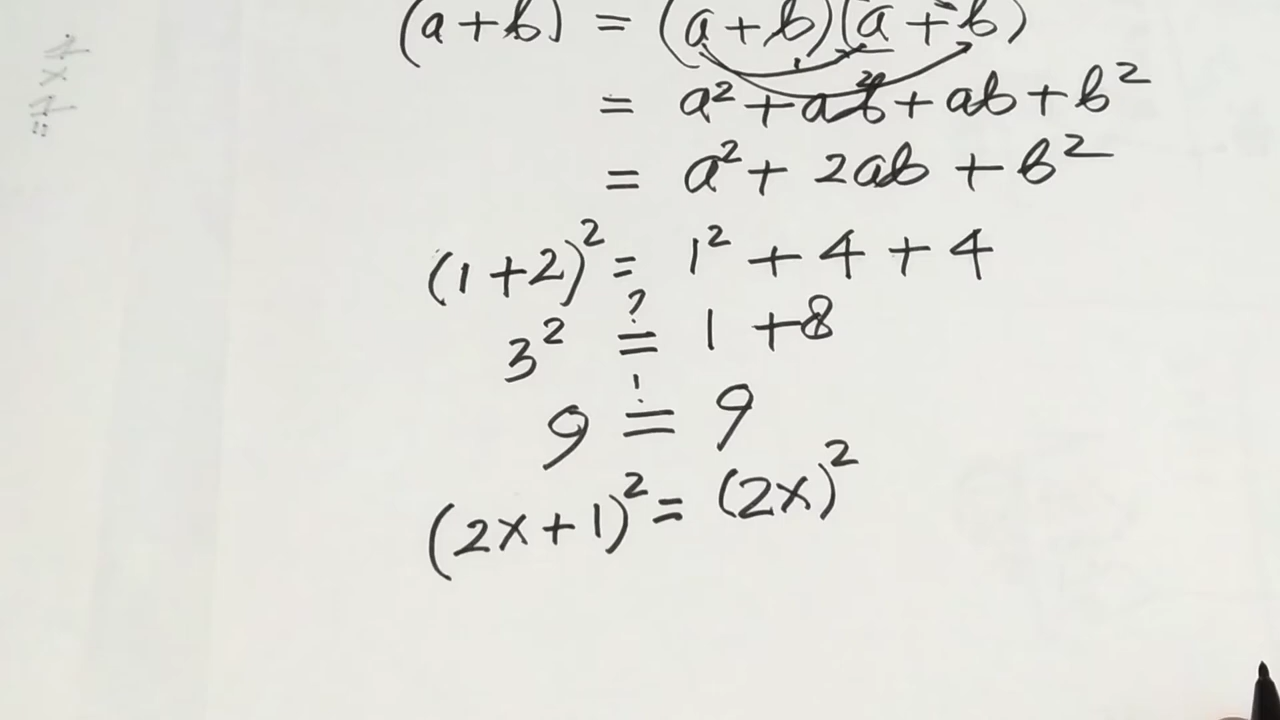 (a+b) = (a+b)(a+b)
= a² + ab + ab + b²
= a² + 2ab + b²
(1+2)² = 1² + 4 + 4
3² ≟ 1 + 8
9 = 9
(2x+1)² = (2x)²